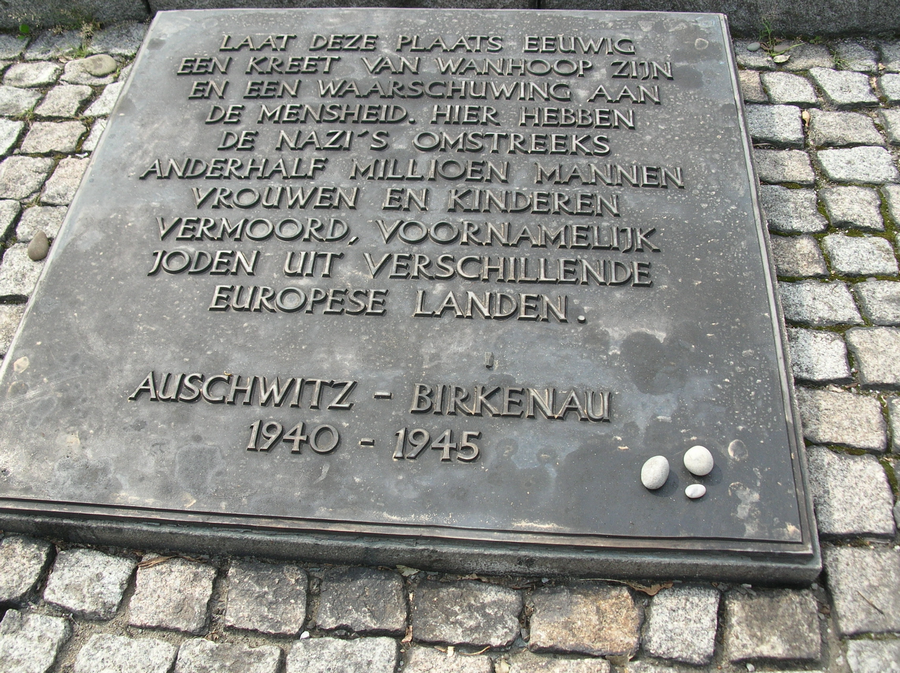 LAAT DEZE PLAATS EEUWIG
EEN KREET VAN WANHOOP ZIJN
EN EEN WAARSCHUWING AAN
DE MENSHEID. HIER HEBBEN
DE NAZI´S OMSTREEKS
ANDERHALF MILLIOEN MANNEN
VROUWEN EN KINDEREN
VERMOORD, VOORNAMELIJK
JODEN UIT VERSCHILLENDE
EUROPESE LANDEN.
AUSCHWITZ - BIRKENAU
1940 - 1945